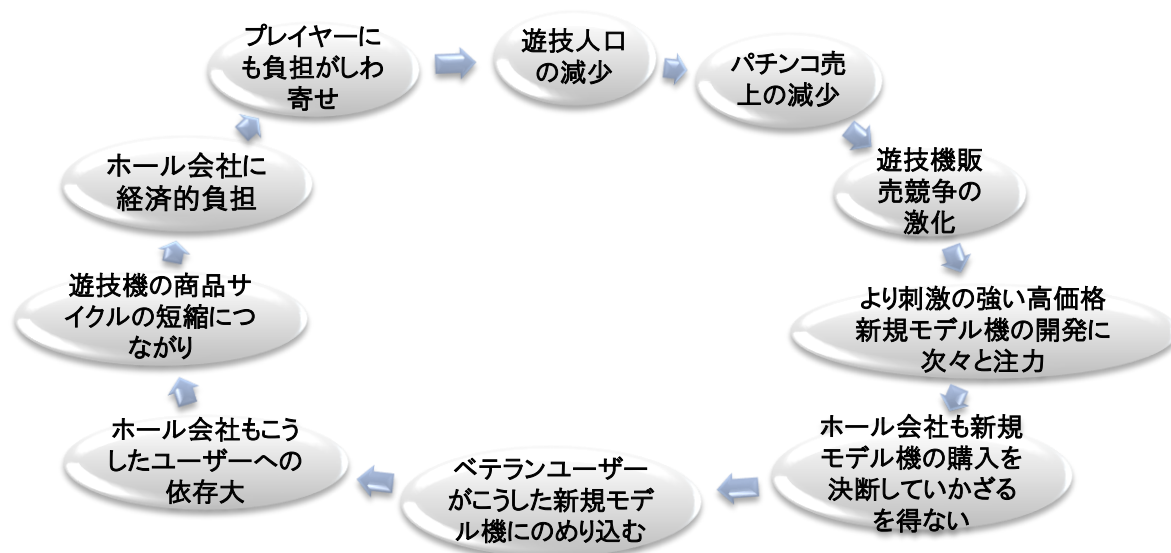 プレイヤーに
も負担がしわ
寄せ
遊技人口
の減少
パチンコ売
上の減少
遊技機販
売競争の
激化
より刺激の強い高価格
新規モデル機の開発に
次々と注力
ホール会社も新規
モデル機の購入を
決断していかざる
を得ない
ベテランユーザー
がこうした新規モデ
ル機にのめり込む
ホール会社もこう
したユーザーへの
依存大
遊技機の商品サ
イクルの短縮につ
ながり
ホール会社に
経済的負担